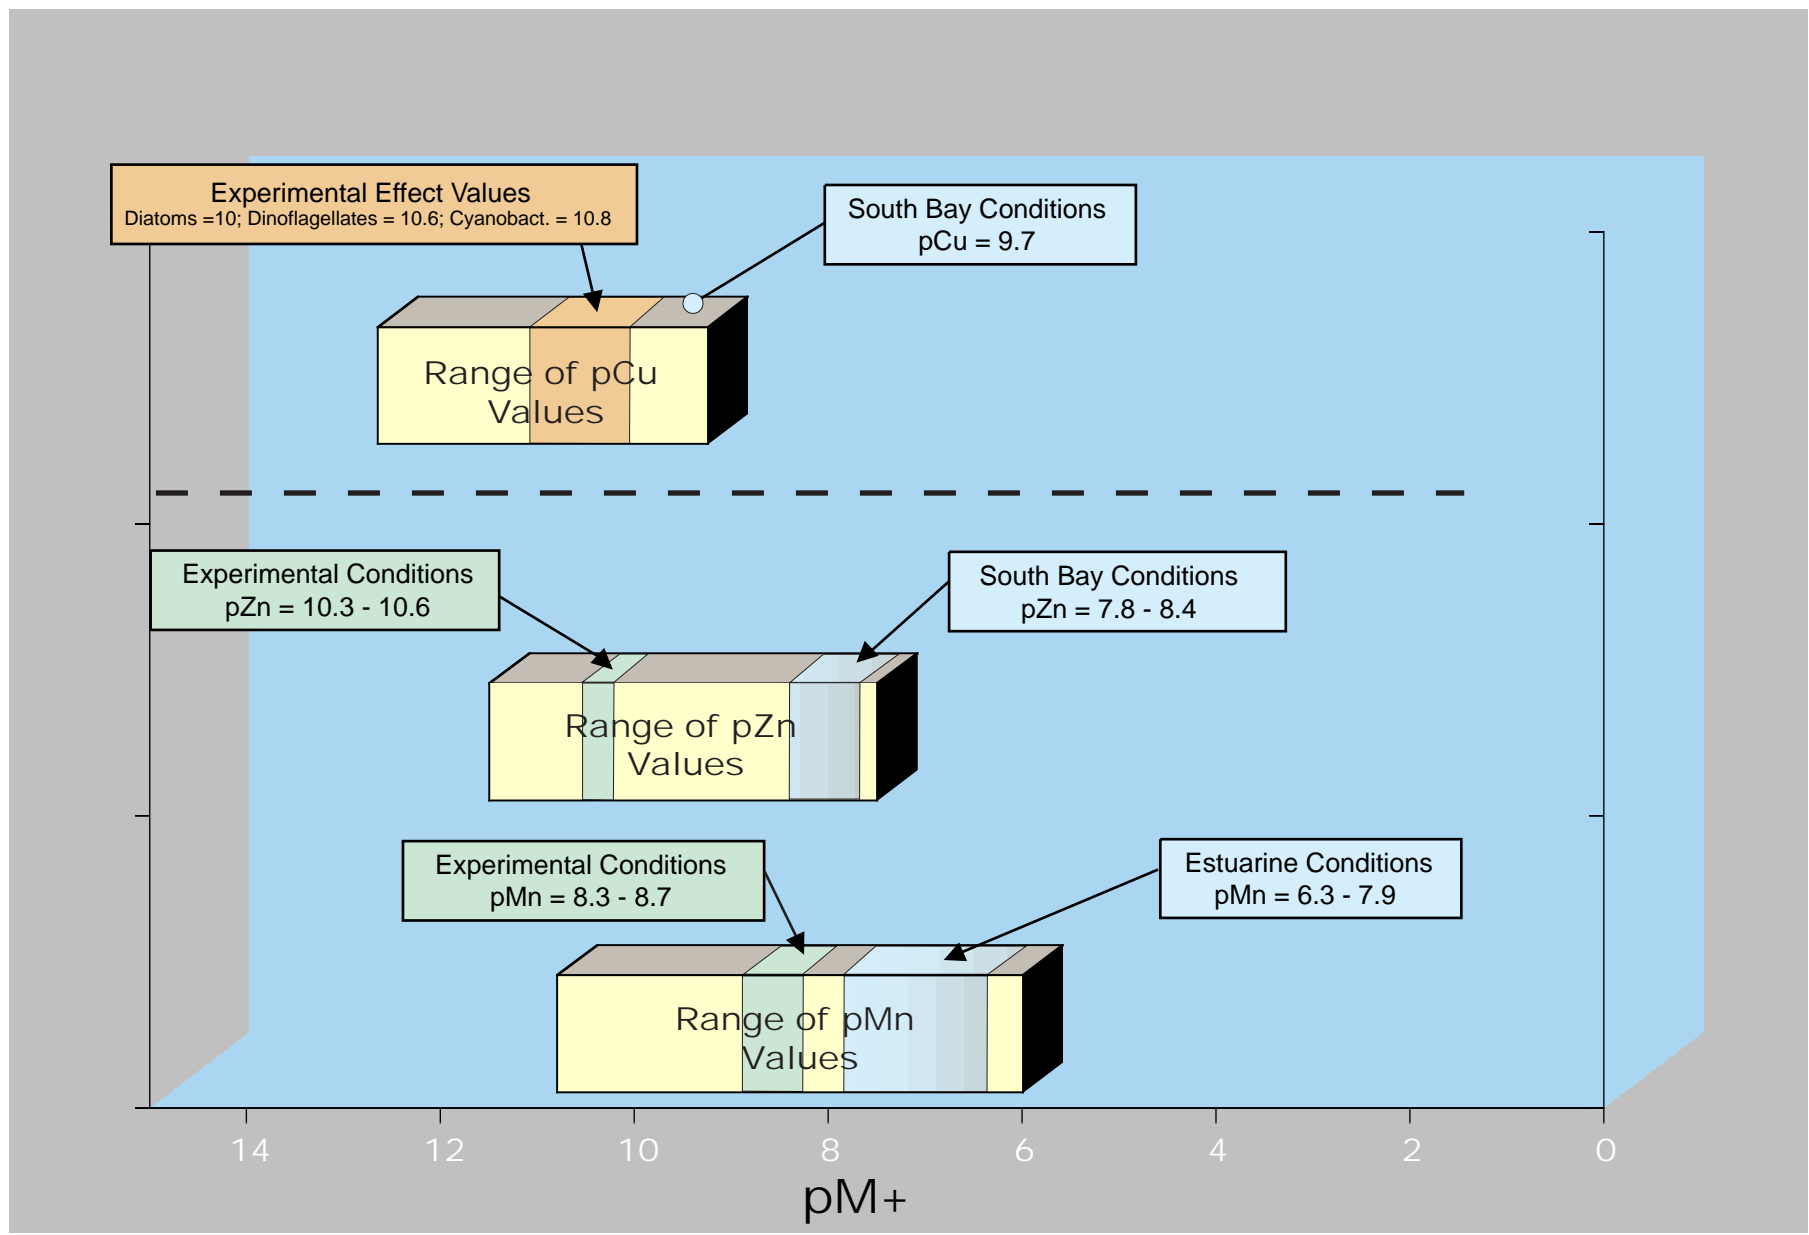 Experimental Effect Values
Diatoms =10; Dinoflagellates = 10.6; Cyanobact. = 10.8
South Bay Conditions
pCu = 9.7
Range of pCu
Values
Experimental Conditions
pZn = 10.3 - 10.6
South Bay Conditions
pZn = 7.8 - 8.4
Range of pZn
Values
Experimental Conditions
pMn = 8.3 - 8.7
Estuarine Conditions
pMn = 6.3 - 7.9
Range of pMn
Values
14 12 10 8 6 4 2 0
pM+